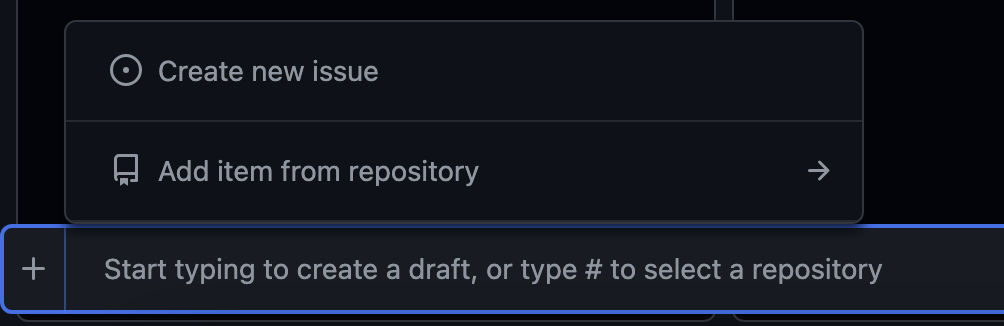 Create new issue
Add item from repository
Start typing to create a draft, or type # to select a repository